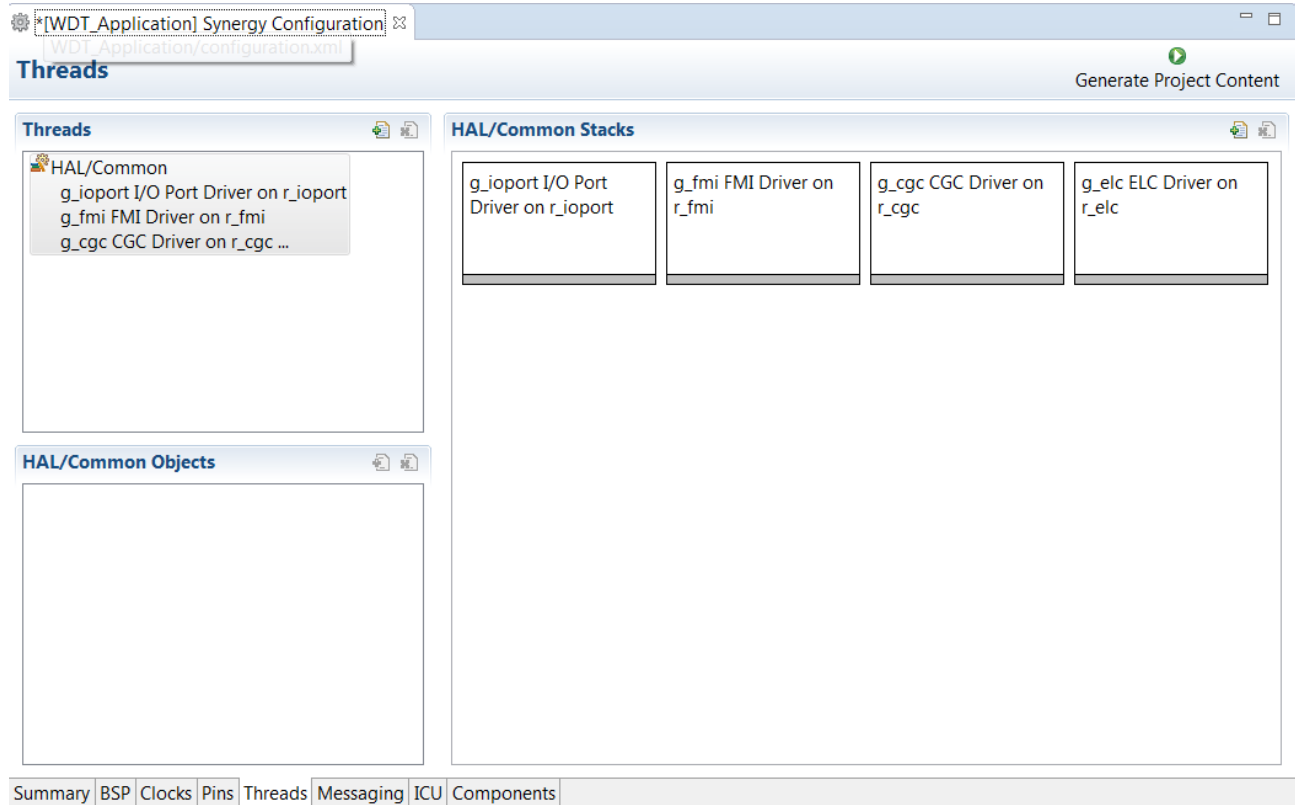 *[WDT_Application] Synergy Configuration
WDT_Application/configuration.xml
Threads
Generate Project Content
Threads
HAL/Common
g_ioport I/O Port Driver on r_ioport
g_fmi FMI Driver on r_fmi
g_cgc CGC Driver on r_cgc ...
HAL/Common Stacks
g_ioport I/O Port
Driver on r_ioport
g_fmi FMI Driver on
r_fmi
g_cgc CGC Driver on
r_cgc
g_elc ELC Driver on
r_elc
HAL/Common Objects
Summary BSP Clocks Pins Threads Messaging ICU Components